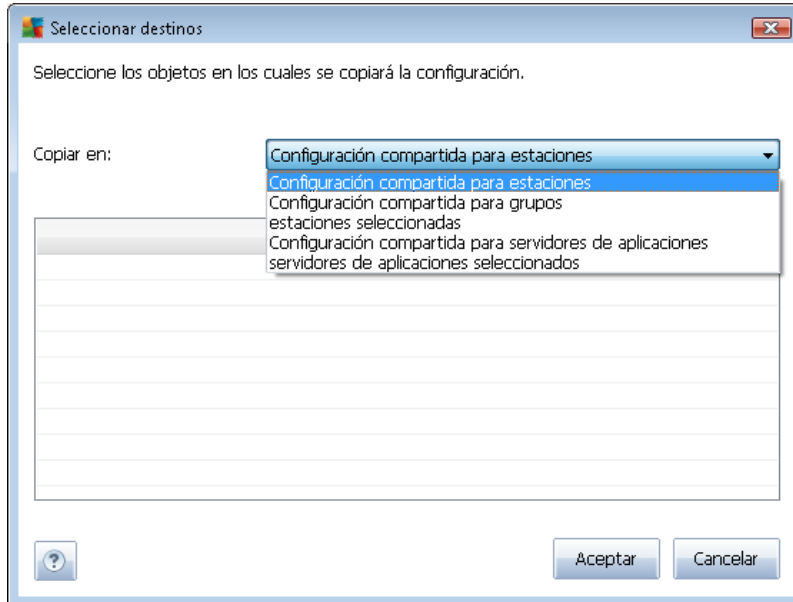 Seleccionar destinos
Seleccione los objetos en los cuales se copiará la configuración.
Copiar en:
Configuración compartida para estaciones
Configuración compartida para estaciones
Configuración compartida para grupos
estaciones seleccionadas
Configuración compartida para servidores de aplicaciones
servidores de aplicaciones seleccionados
?
Aceptar
Cancelar